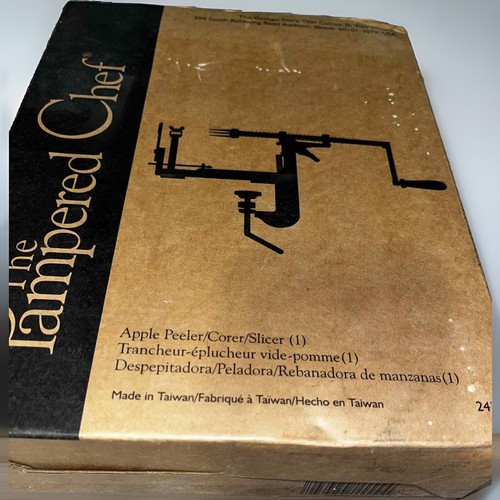 The
Pampered Chef®
Apple Peeler/Corer/Slicer (1)
Trancheur-éplucheur vide-pomme(1)
Despepitadora/Peladora/Rebanadora de manzanas(1)
Made in Taiwan/Fabriqué à Taïwan/Hecho en Taiwan
24